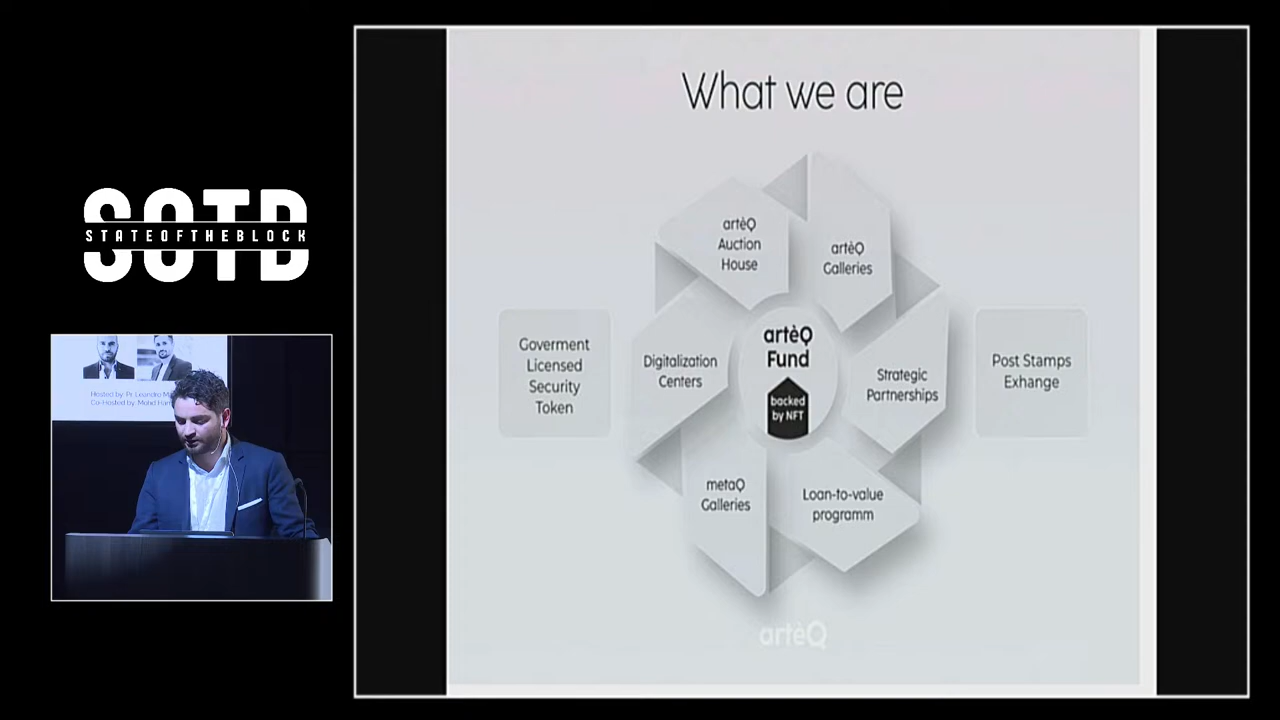 SOTB
STATEOFTHEBLOCK
Hosted by: Pr Leandro
Co-Hosted by: Mohd
What we are
artèQ
Auction
House
artèQ
Galleries
Goverment
Licensed
Security
Token
Digitalization
Centers
artèQ
Fund
backed
by NFT
Strategic
Partnerships
Post Stamps
Exhange
metaQ
Galleries
Loan-to-value
programm
artèQ